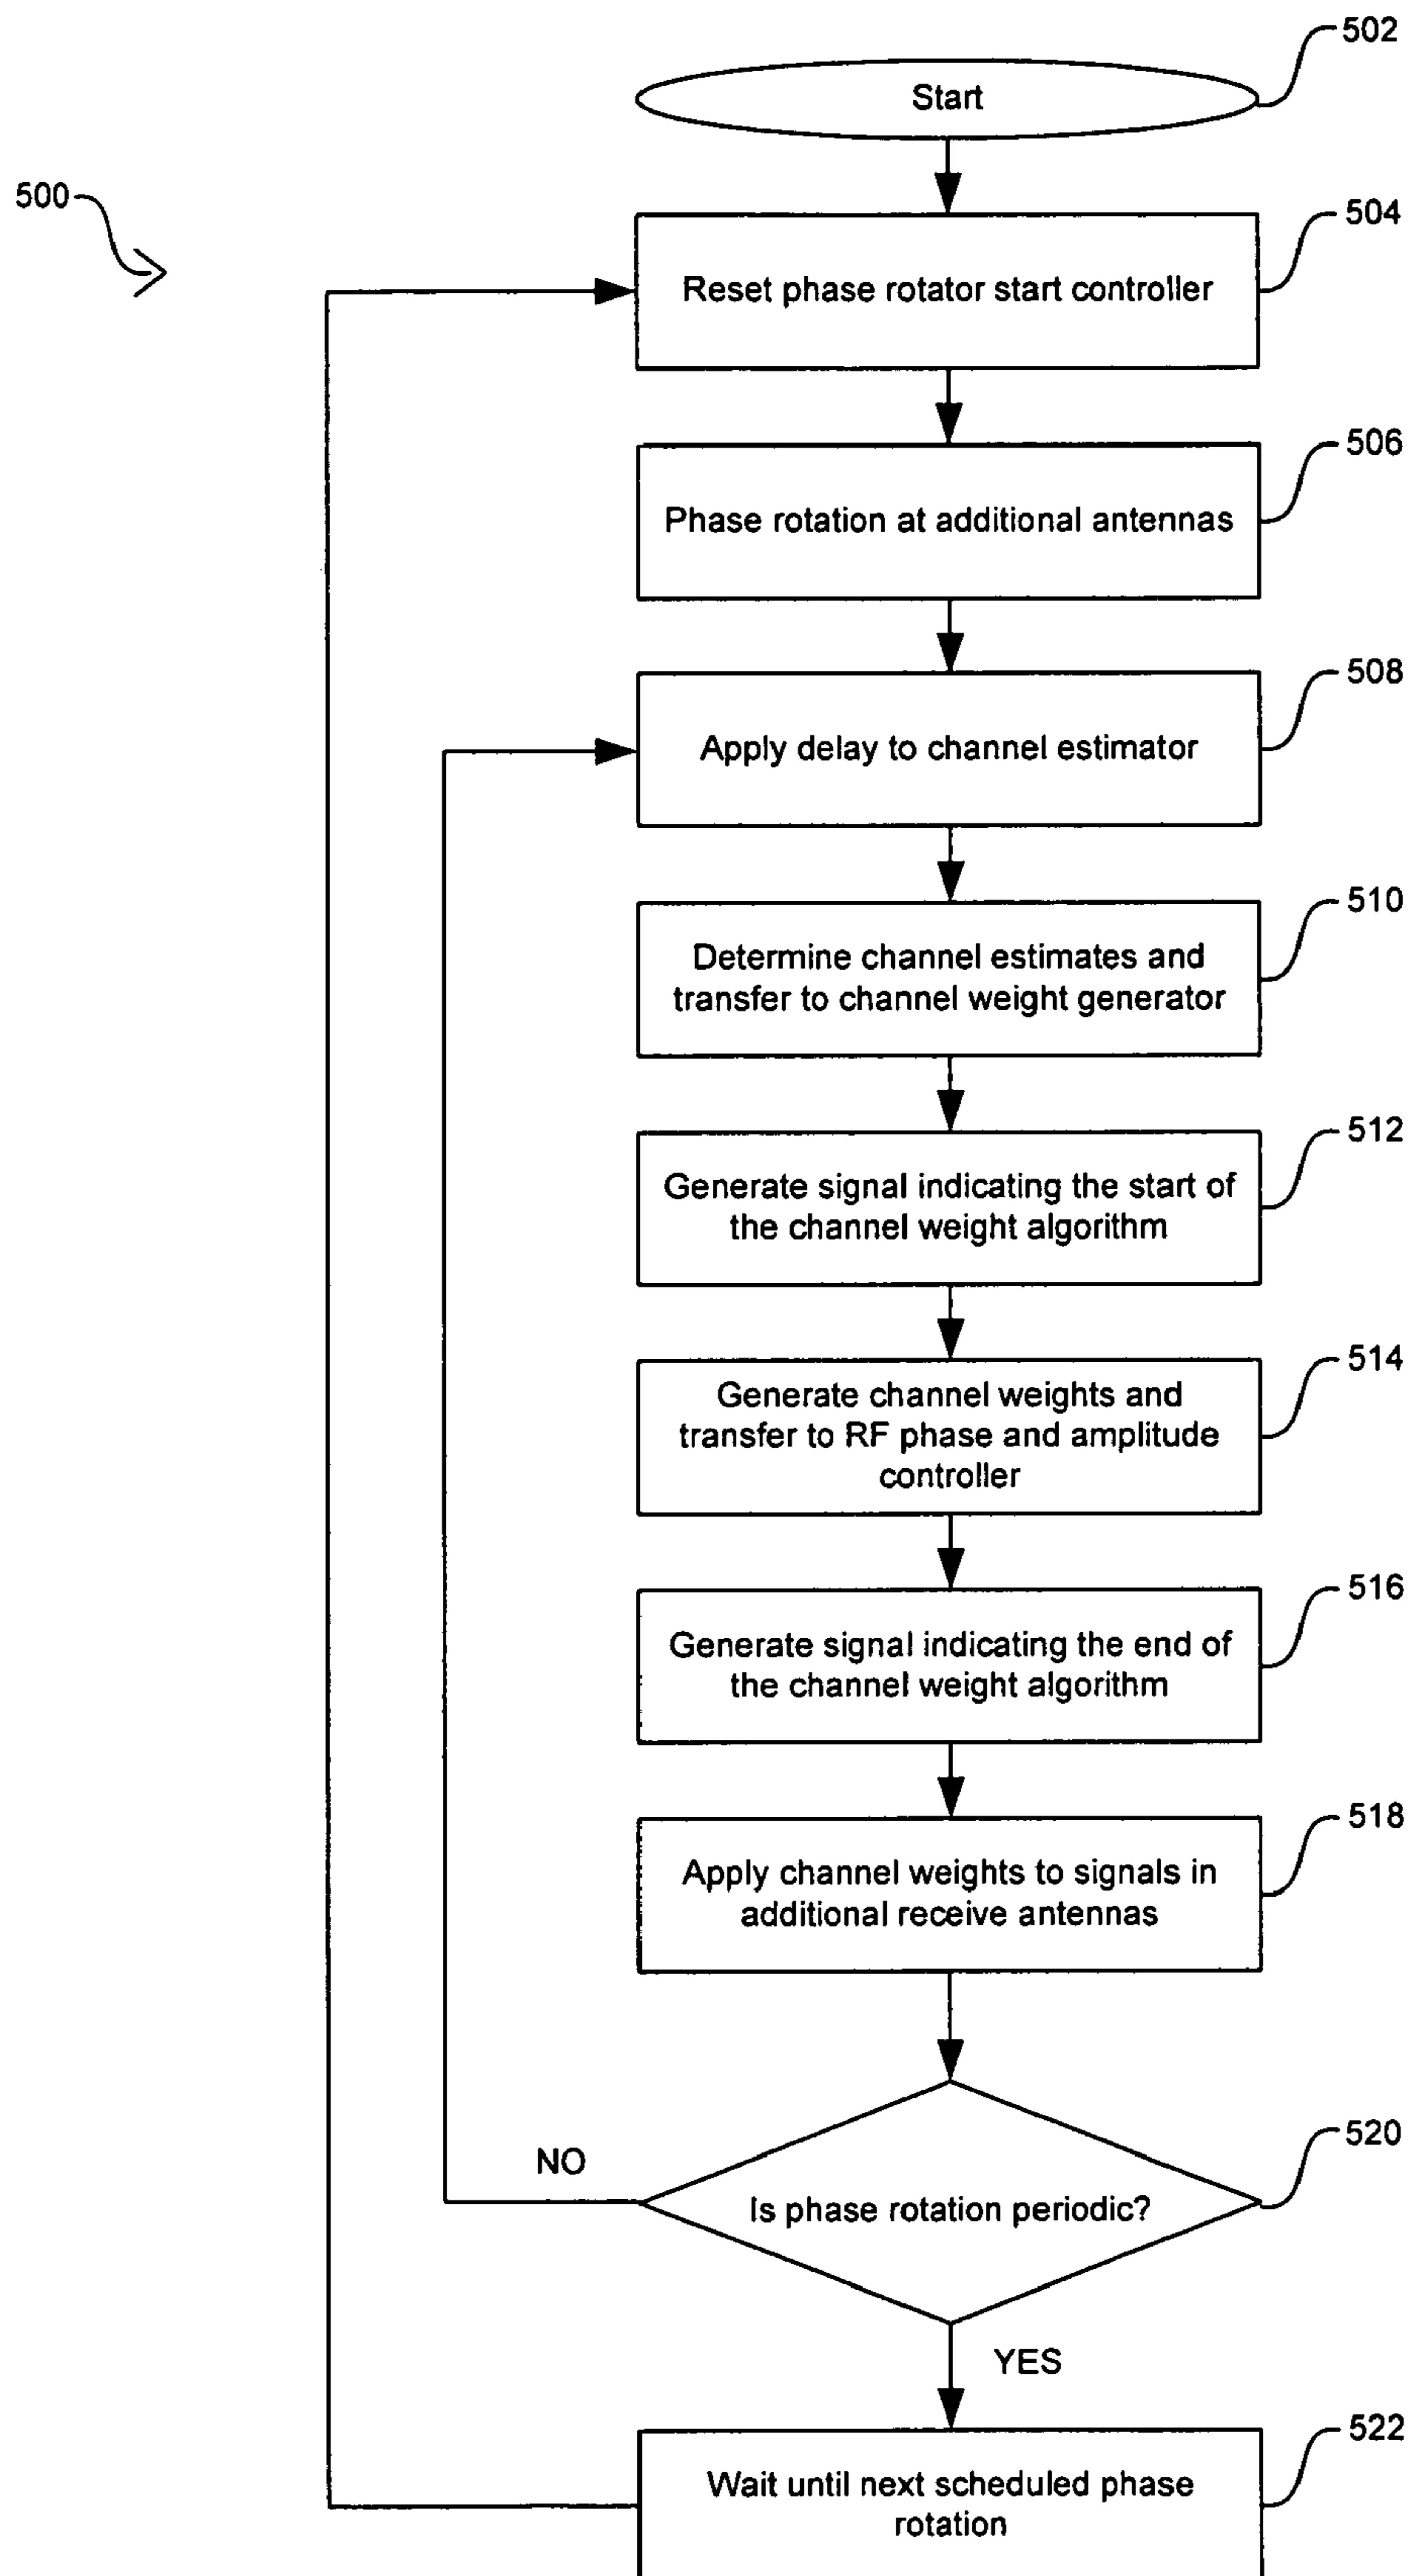 502
Start
500
504
Reset phase rotator start controller
506
Phase rotation at additional antennas
508
Apply delay to channel estimator
510
Determine channel estimates and
transfer to channel weight generator
512
Generate signal indicating the start of
the channel weight algorithm
514
Generate channel weights and
transfer to RF phase and amplitude
controller
516
Generate signal indicating the end of
the channel weight algorithm
518
Apply channel weights to signals in
additional receive antennas
520
NO
Is phase rotation periodic?
YES
522
Wait until next scheduled phase
rotation